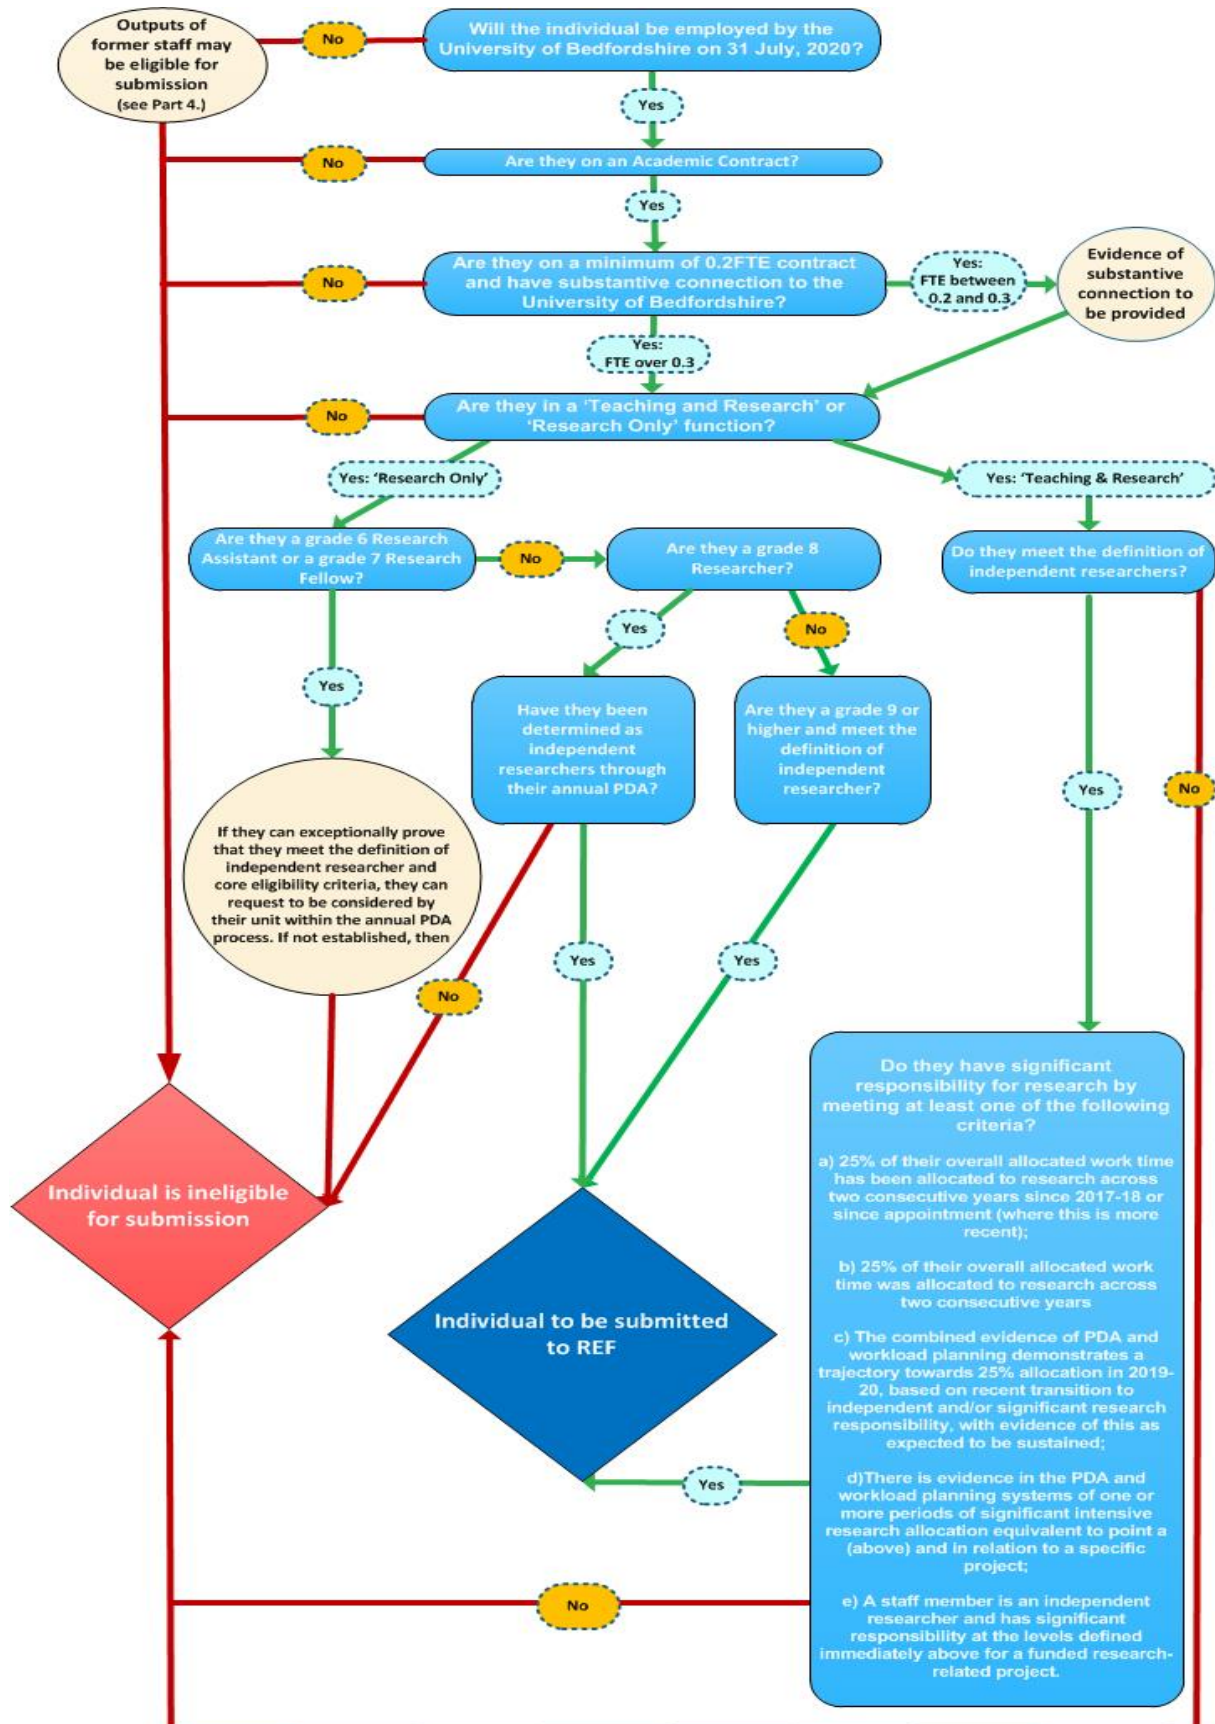 Outputs of
former staff may
be eligible for
submission
(see Part 4.)
No
Will the individual be employed by the
University of Bedfordshire on 31 July, 2020?
Yes
No
Are they on an Academic Contract?
Yes
No
Are they on a minimum of 0.2FTE contract
and have substantive connection to the
University of Bedfordshire?
Yes:
FTE between
0.2 and 0.3
Evidence of
substantive
connection to
be provided
Yes:
FTE over 0.3
No
Are they in a ‘Teaching and Research’ or
‘Research Only’ function?
Yes: ‘Research Only’
Yes: ‘Teaching & Research’
Are they a grade 6 Research
Assistant or a grade 7 Research
Fellow?
No
Are they a grade 8
Researcher?
Do they meet the definition of
independent researchers?
Yes
No
Yes
Have they been
determined as
independent
researchers through
their annual PDA?
Are they a grade 9 or
higher and meet the
definition of
independent
researcher?
Yes
No
If they can exceptionally prove
that they meet the definition of
independent researcher and
core eligibility criteria, they can
request to be considered by
their unit within the annual PDA
process. If not established, then
No
Yes
Yes
Individual is ineligible
for submission
Individual to be submitted
to REF
Do they have significant
responsibility for research by
meeting at least one of the following
criteria?
a) 25% of their overall allocated work time
has been allocated to research across
two consecutive years since 2017-18 or
since appointment (where this is more
recent);
b) 25% of their overall allocated work
time was allocated to research across
two consecutive years
c) The combined evidence of PDA and
workload planning demonstrates a
trajectory towards 25% allocation in 2019-
20, based on recent transition to
independent and/or significant research
responsibility, with evidence of this as
expected to be sustained;
d)There is evidence in the PDA and
workload planning systems of one or
more periods of significant intensive
research allocation equivalent to point a
(above) and in relation to a specific
project;
e) A staff member is an independent
researcher and has significant
responsibility at the levels defined
immediately above for a funded research-
related project.
Yes
No